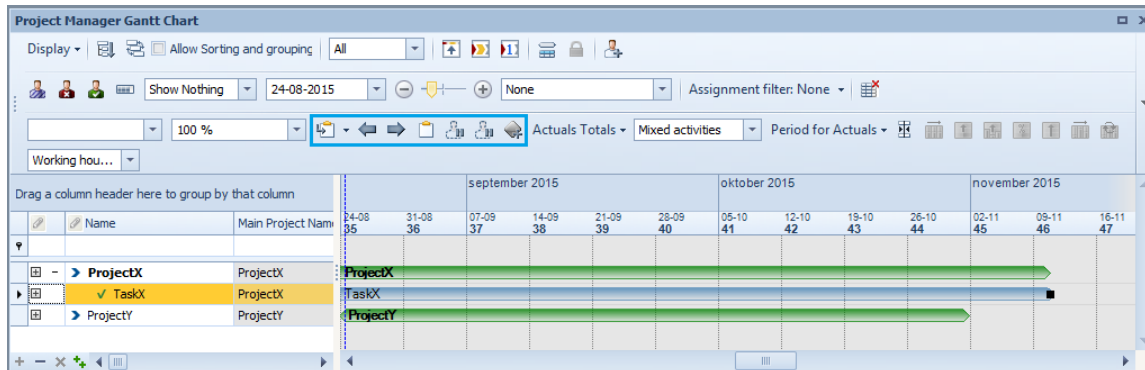 Project Manager Gantt Chart
Display Allow Sorting and grouping All
Show Nothing 24-08-2015 None Assignment filter: None
100 % Actuals Totals Mixed activities Period for Actuals
Working hou...
Drag a column header here to group by that column
september 2015 oktober 2015 november 2015
Name Main Project Name
24-08 31-08 07-09 14-09 21-09 28-09 05-10 12-10 19-10 26-10 02-11 09-11 16-11
35 36 37 38 39 40 41 42 43 44 45 46 47
ProjectX ProjectX ProjectX
TaskX ProjectX TaskX
ProjectY ProjectY ProjectY